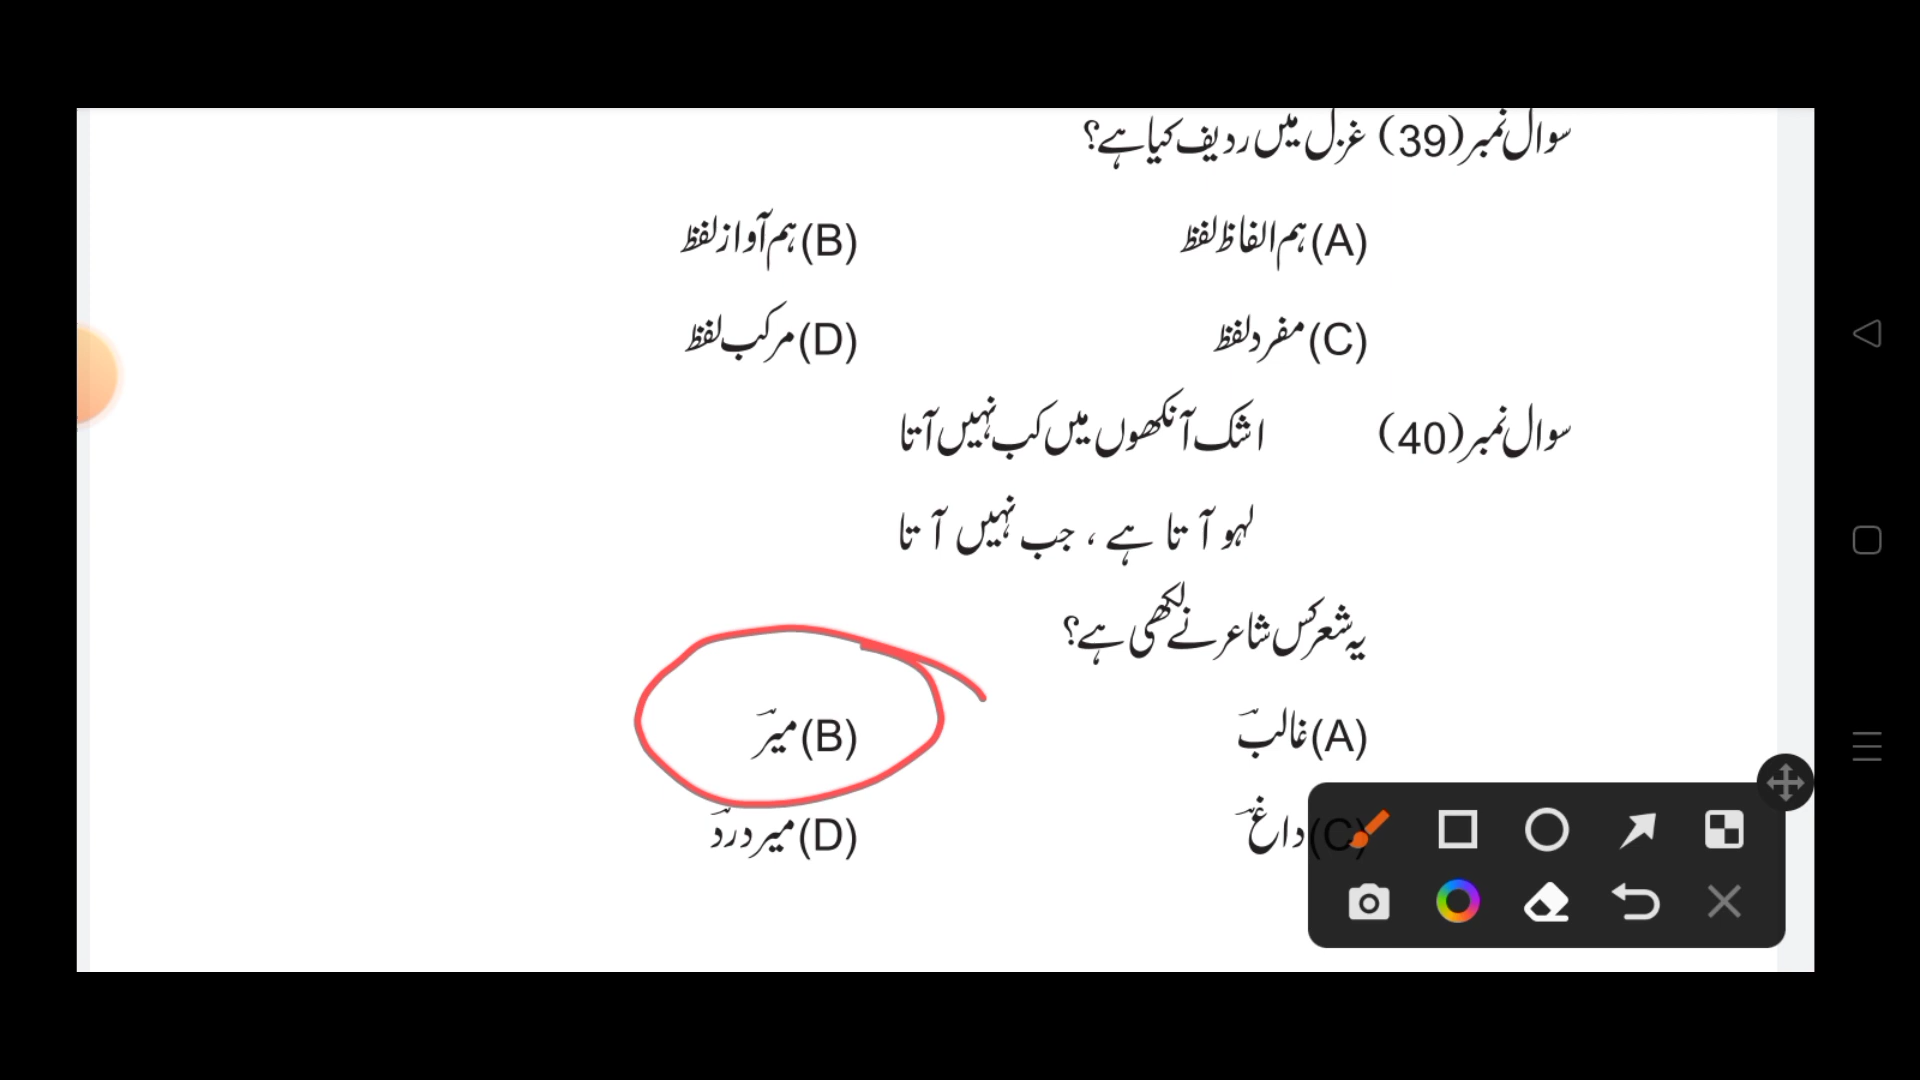 سوال نمبر (39) غزل میں ردیف کیا ہے؟
(A) ہم الفاظ لفظ (B) ہم آواز لفظ
(C) مفرد لفظ (D) مرکب لفظ
سوال نمبر (40) اشک آنکھوں میں کب نہیں آتا
لہو آتا ہے ، جب نہیں آتا
یہ شعر کس شاعر نے لکھی ہے؟
(A) غالبؔ (B) میرؔ
(C) داغؔ (D) میر دردؔ